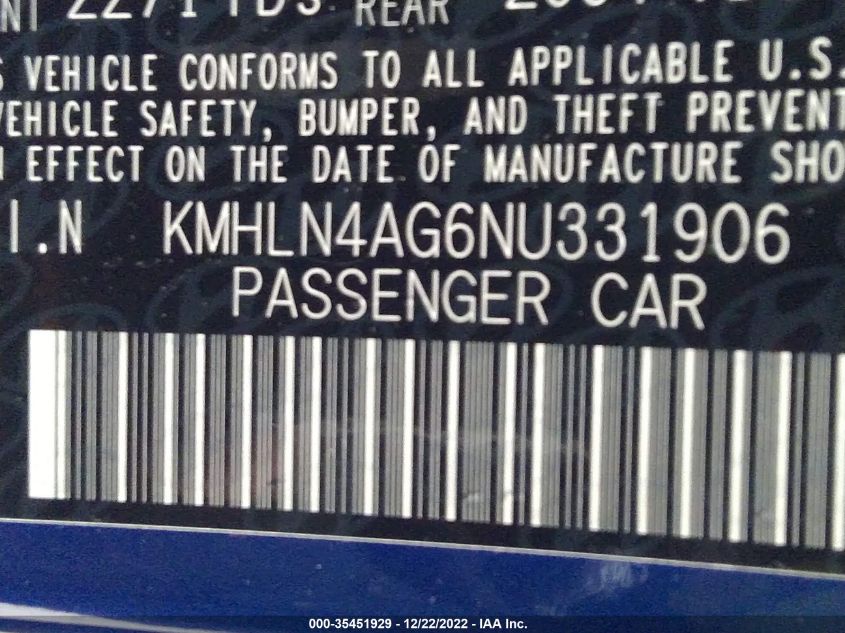 REAR
VEHICLE CONFORMS TO ALL APPLICABLE U.S.
VEHICLE SAFETY, BUMPER, AND THEFT PREVENT
EFFECT ON THE DATE OF MANUFACTURE SHO
I.N KMHLN4AG6NU331906
PASSENGER CAR
000-35451929 - 12/22/2022 - IAA Inc.